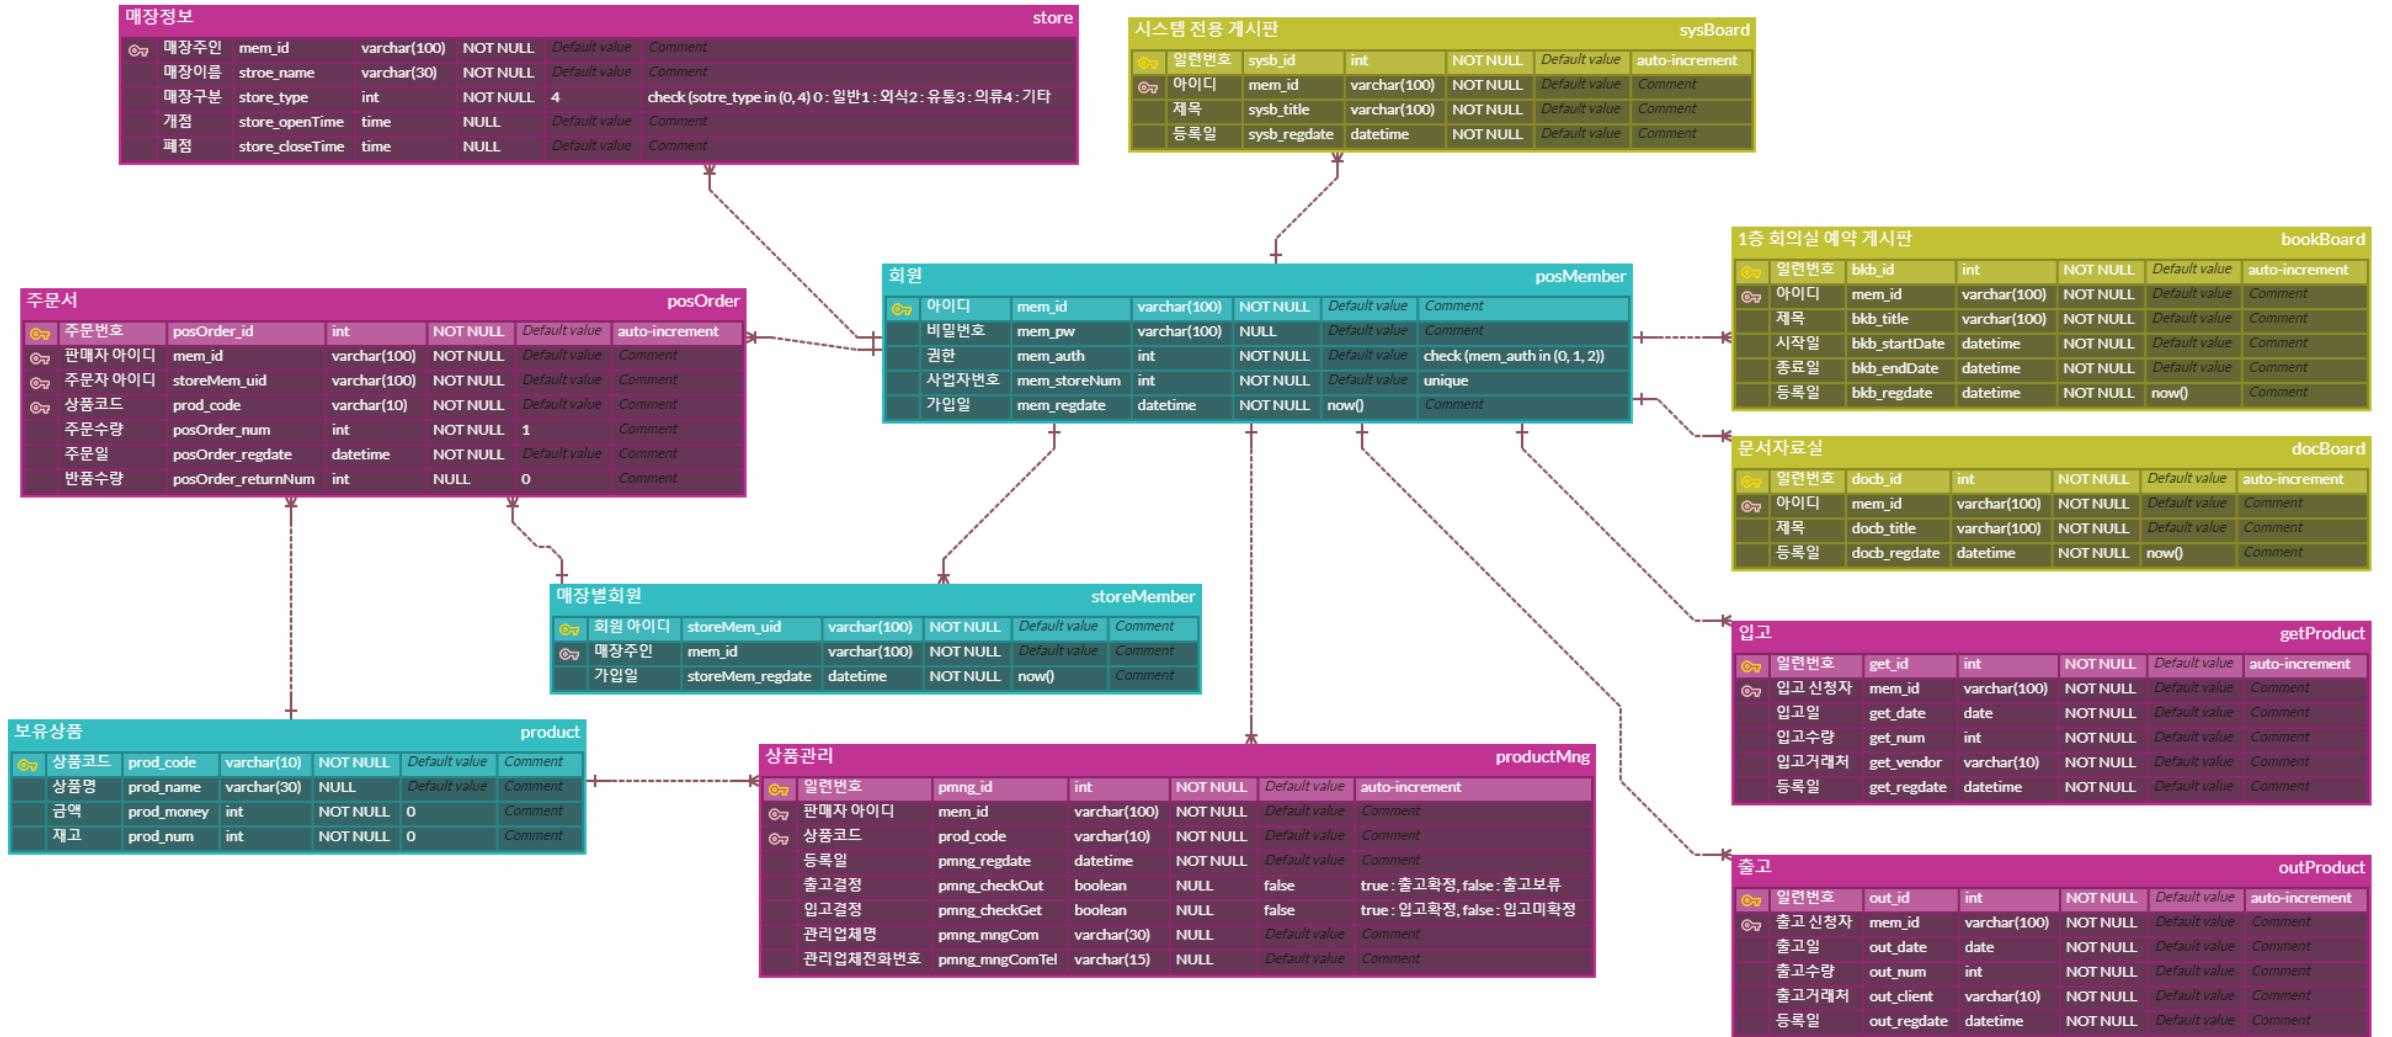 매장정보 store
매장주인 mem_id varchar(100) NOT NULL Default value Comment
매장이름 stroe_name varchar(30) NOT NULL Default value Comment
매장구분 store_type int NOT NULL 4 check (sotre_type in (0, 4) 0 : 일반1 : 외식2 : 유통3 : 의류4 : 기타
개점 store_openTime time NULL Default value Comment
폐점 store_closeTime time NULL Default value Comment
시스템 전용 게시판 sysBoard
일련번호 sysb_id int NOT NULL Default value auto-increment
아이디 mem_id varchar(100) NOT NULL Default value Comment
제목 sysb_title varchar(100) NOT NULL Default value Comment
등록일 sysb_regdate datetime NOT NULL Default value Comment
1층 회의실 예약 게시판 bookBoard
일련번호 bkb_id int NOT NULL Default value auto-increment
아이디 mem_id varchar(100) NOT NULL Default value Comment
제목 bkb_title varchar(100) NOT NULL Default value Comment
시작일 bkb_startDate datetime NOT NULL Default value Comment
종료일 bkb_endDate datetime NOT NULL Default value Comment
등록일 bkb_regdate datetime NOT NULL now() Comment
회원 posMember
아이디 mem_id varchar(100) NOT NULL Default value Comment
비밀번호 mem_pw varchar(100) NULL Default value Comment
권한 mem_auth int NOT NULL Default value check (mem_auth in (0, 1, 2))
사업자번호 mem_storeNum int NOT NULL Default value unique
가입일 mem_regdate datetime NOT NULL now() Comment
주문서 posOrder
주문번호 posOrder_id int NOT NULL Default value auto-increment
판매자 아이디 mem_id varchar(100) NOT NULL Default value Comment
주문자 아이디 storeMem_uid varchar(100) NOT NULL Default value Comment
상품코드 prod_code varchar(10) NOT NULL Default value Comment
주문수량 posOrder_num int NOT NULL 1 Comment
주문일 posOrder_regdate datetime NOT NULL Default value Comment
반품수량 posOrder_returnNum int NULL 0 Comment
문서자료실 docBoard
일련번호 docb_id int NOT NULL Default value auto-increment
아이디 mem_id varchar(100) NOT NULL Default value Comment
제목 docb_title varchar(100) NOT NULL Default value Comment
등록일 docb_regdate datetime NOT NULL now() Comment
매장별회원 storeMember
회원 아이디 storeMem_uid varchar(100) NOT NULL Default value Comment
매장주인 mem_id varchar(100) NOT NULL Default value Comment
가입일 storeMem_regdate datetime NOT NULL now() Comment
입고 getProduct
일련번호 get_id int NOT NULL Default value auto-increment
입고 신청자 mem_id varchar(100) NOT NULL Default value Comment
입고일 get_date date NOT NULL Default value Comment
입고수량 get_num int NOT NULL Default value Comment
입고거래처 get_vendor varchar(10) NOT NULL Default value Comment
등록일 get_regdate datetime NOT NULL Default value Comment
보유상품 product
상품코드 prod_code varchar(10) NOT NULL Default value Comment
상품명 prod_name varchar(30) NULL Default value Comment
금액 prod_money int NOT NULL 0 Comment
재고 prod_num int NOT NULL 0 Comment
상품관리 productMng
일련번호 pmng_id int NOT NULL Default value auto-increment
판매자 아이디 mem_id varchar(100) NOT NULL Default value Comment
상품코드 prod_code varchar(10) NOT NULL Default value Comment
등록일 pmng_regdate datetime NOT NULL Default value Comment
출고결정 pmng_checkOut boolean NULL false true : 출고확정, false : 출고보류
입고결정 pmng_checkGet boolean NULL false true : 입고확정, false : 입고미확정
관리업체명 pmng_mngCom varchar(30) NULL Default value Comment
관리업체전화번호 pmng_mngComTel varchar(15) NULL Default value Comment
출고 outProduct
일련번호 out_id int NOT NULL Default value auto-increment
출고 신청자 mem_id varchar(100) NOT NULL Default value Comment
출고일 out_date date NOT NULL Default value Comment
출고수량 out_num int NOT NULL Default value Comment
출고거래처 out_client varchar(10) NOT NULL Default value Comment
등록일 out_regdate datetime NOT NULL Default value Comment